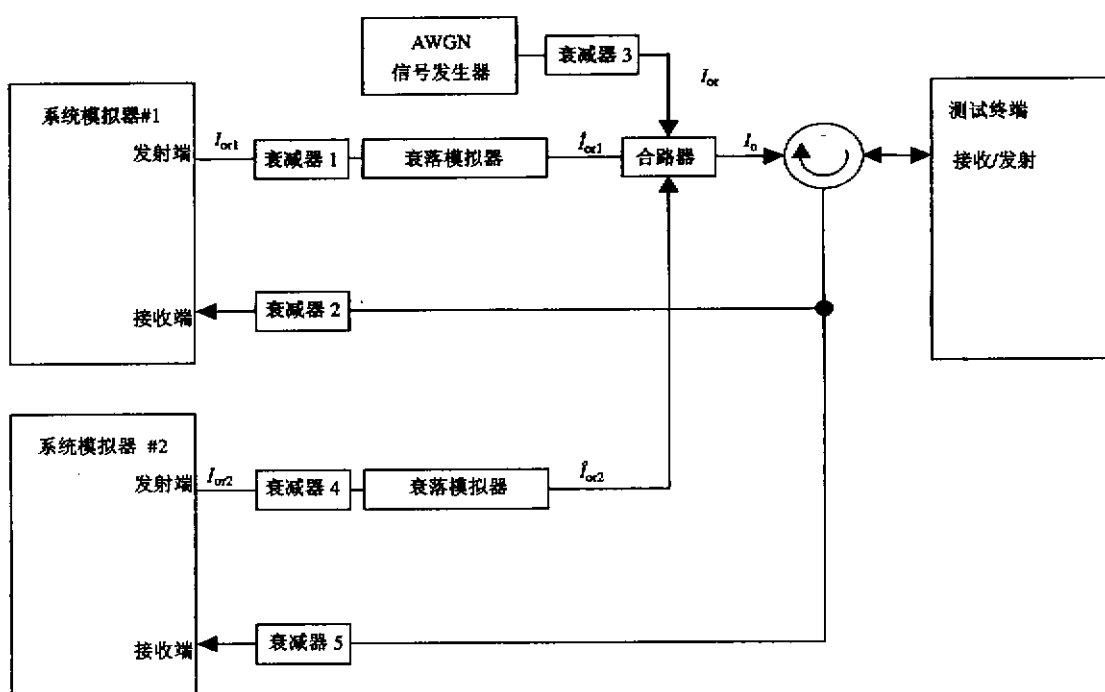 AWGN
信号发生器
衰减器 3
I_or
系统模拟器#1
发射端
I_or1
衰减器 1
衰落模拟器
Î_or1
合路器
I_o
测试终端
接收/发射
接收端
衰减器 2
系统模拟器 #2
发射端
I_or2
衰减器 4
衰落模拟器
Î_or2
接收端
衰减器 5